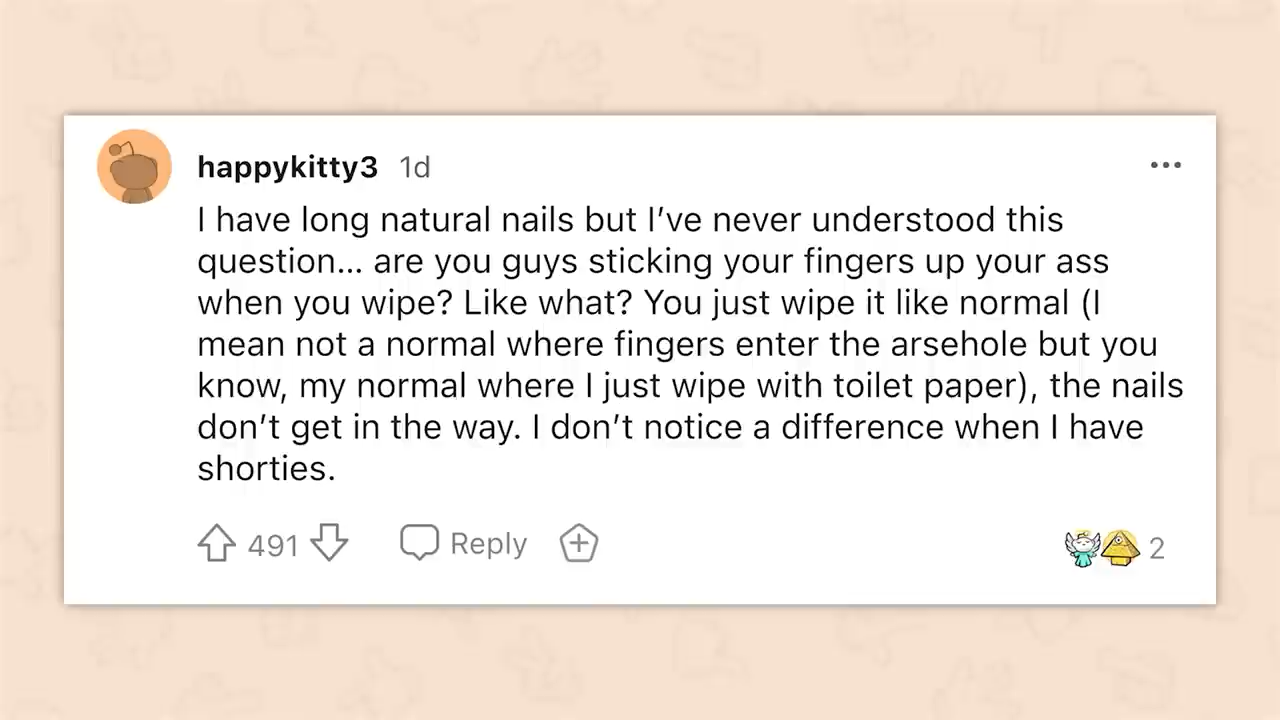 happykitty3 1d
I have long natural nails but I’ve never understood this
question... are you guys sticking your fingers up your ass
when you wipe? Like what? You just wipe it like normal (I
mean not a normal where fingers enter the arsehole but you
know, my normal where I just wipe with toilet paper), the nails
don’t get in the way. I don’t notice a difference when I have
shorties.
491 Reply 2